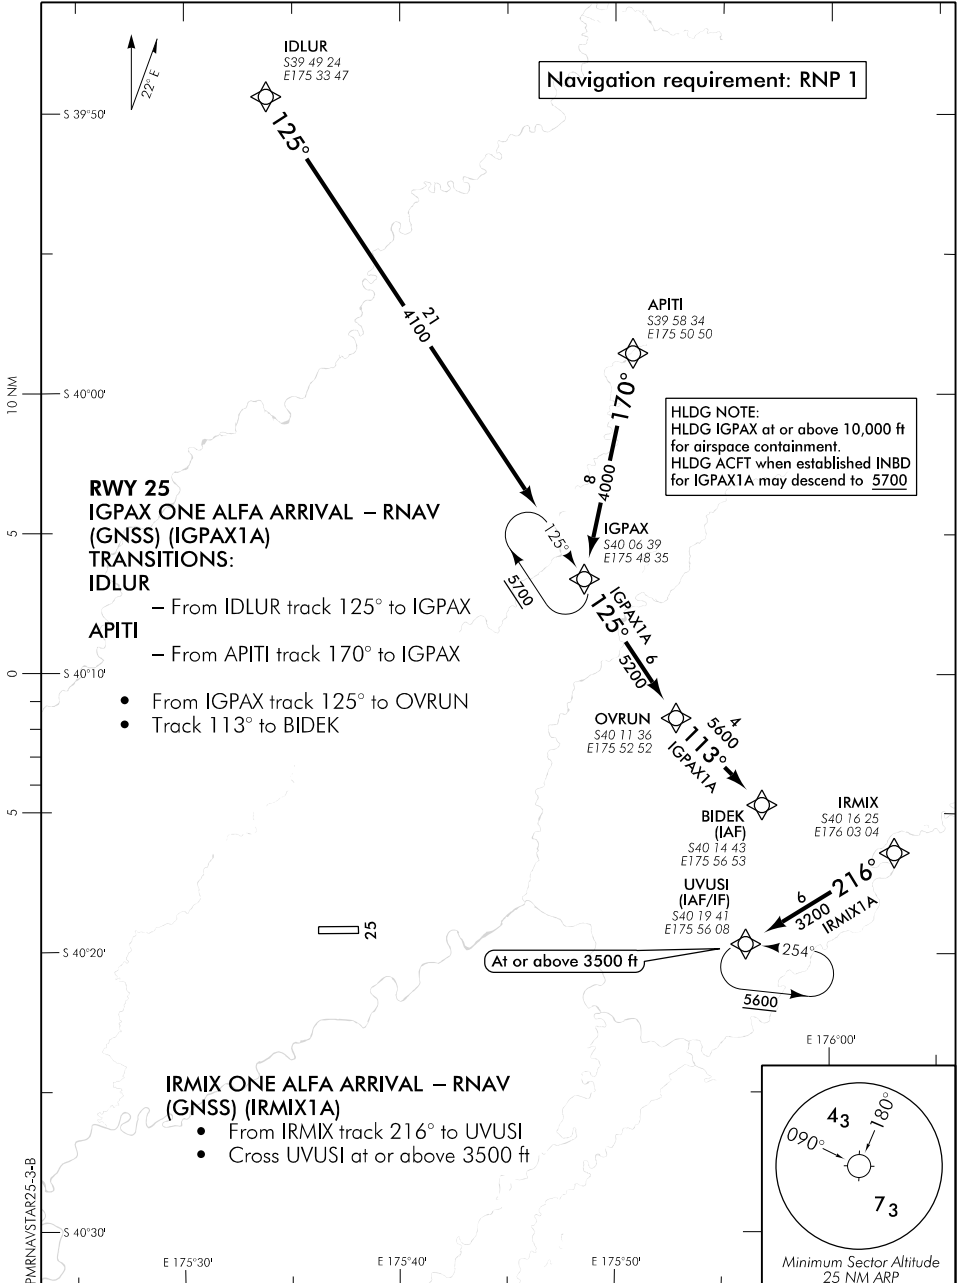 IDLUR
S39 49 24
E175 33 47
22° E
Navigation requirement: RNP 1
S 39°50'
125°
21
4100
APITI
S39 58 34
E175 50 50
170°
8
4000
10 NM
S 40°00'
HLDG NOTE:
HLDG IGPAX at or above 10,000 ft
for airspace containment.
HLDG ACFT when established INBD
for IGPAX1A may descend to 5700
RWY 25
IGPAX ONE ALFA ARRIVAL – RNAV
(GNSS) (IGPAX1A)
TRANSITIONS:
IDLUR
– From IDLUR track 125° to IGPAX
APITI
– From APITI track 170° to IGPAX
• From IGPAX track 125° to OVRUN
• Track 113° to BIDEK
5
IGPAX
S40 06 39
E175 48 35
125°
5700
IGPAX1A
125°
6
5200
0
S 40°10'
OVRUN
S40 11 36
E175 52 52
4
5600
113°
IGPAX1A
5
BIDEK
(IAF)
S40 14 43
E175 56 53
IRMIX
S40 16 25
E176 03 04
216°
6
3200
IRMIX1A
UVUSI
(IAF/IF)
S40 19 41
E175 56 08
25
S 40°20'
At or above 3500 ft
254°
5600
E 176°00'
IRMIX ONE ALFA ARRIVAL – RNAV
(GNSS) (IRMIX1A)
• From IRMIX track 216° to UVUSI
• Cross UVUSI at or above 3500 ft
43
180°
090°
73
Minimum Sector Altitude
25 NM ARP
S 40°30'
E 175°30'
E 175°40'
E 175°50'
PMRNAVSTAR25-3-B